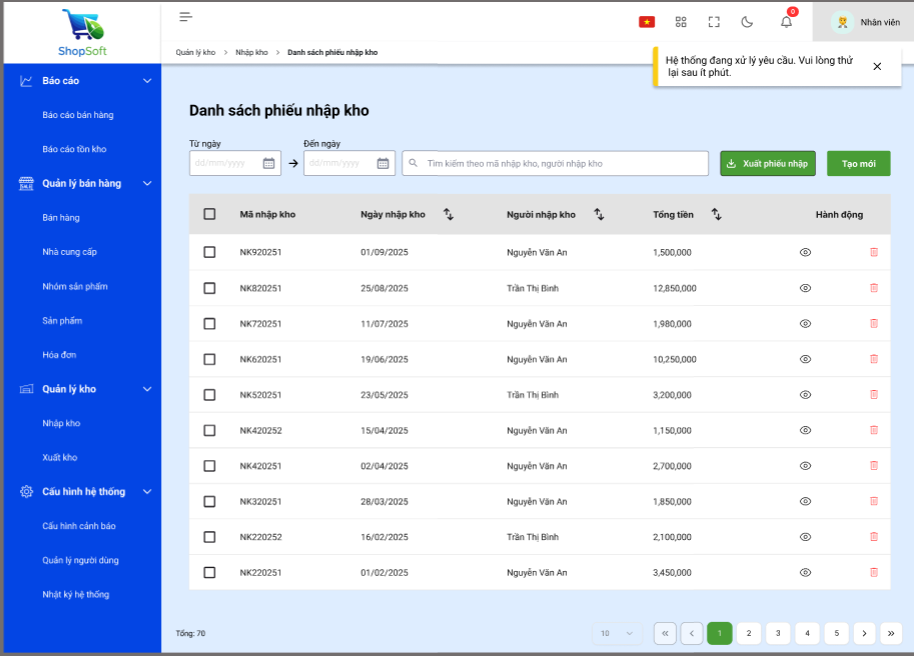 ShopSoft
0
Nhân viên
Quản lý kho > Nhập kho > Danh sách phiếu nhập kho
Hệ thống đang xử lý yêu cầu. Vui lòng thử
lại sau ít phút.
Báo cáo
Báo cáo bán hàng
Báo cáo tồn kho
Quản lý bán hàng
Bán hàng
Nhà cung cấp
Nhóm sản phẩm
Sản phẩm
Hóa đơn
Quản lý kho
Nhập kho
Xuất kho
Cấu hình hệ thống
Cấu hình cảnh báo
Quản lý người dùng
Nhật ký hệ thống
Danh sách phiếu nhập kho
Từ ngày Đến ngày
dd/mm/yyyy dd/mm/yyyy Tìm kiếm theo mã nhập kho, người nhập kho Xuất phiếu nhập Tạo mới
Mã nhập kho Ngày nhập kho Người nhập kho Tổng tiền Hành động
NK920251 01/09/2025 Nguyễn Văn An 1,500,000
NK820251 25/08/2025 Trần Thị Bình 12,850,000
NK720251 11/07/2025 Nguyễn Văn An 1,980,000
NK620251 19/06/2025 Nguyễn Văn An 10,250,000
NK520251 23/05/2025 Trần Thị Bình 3,200,000
NK420252 15/04/2025 Nguyễn Văn An 1,150,000
NK420251 02/04/2025 Nguyễn Văn An 2,700,000
NK320251 28/03/2025 Nguyễn Văn An 1,850,000
NK220252 16/02/2025 Trần Thị Bình 2,100,000
NK220251 01/02/2025 Nguyễn Văn An 3,450,000
Tổng: 70 10 « < 1 2 3 4 5 > »